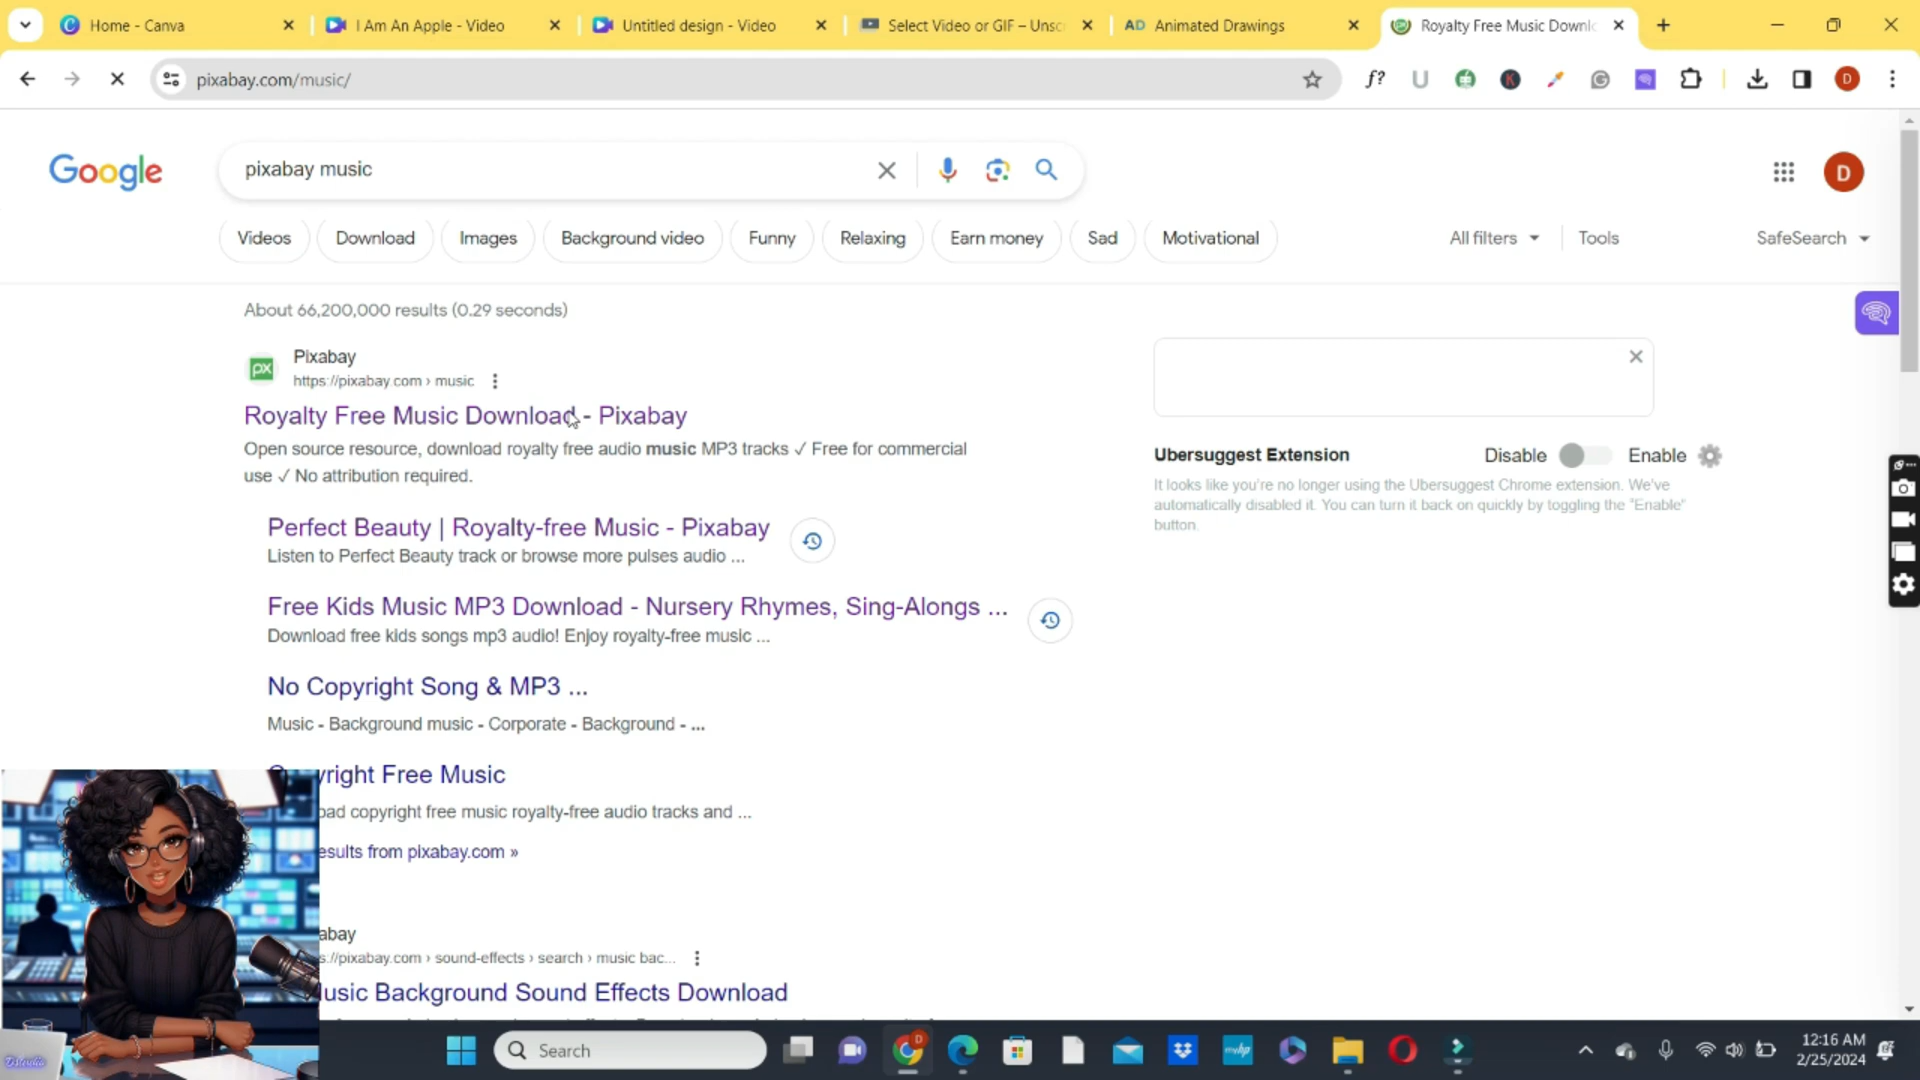 Home - Canva
I Am An Apple - Video
Untitled design - Video
Select Video or GIF – Unsc
AD Animated Drawings
Royalty Free Music Downlo
pixabay.com/music/
f?
D
Google
pixabay music
D
Videos
Download
Images
Background video
Funny
Relaxing
Earn money
Sad
Motivational
All filters
Tools
SafeSearch
About 66,200,000 results (0.29 seconds)
px
Pixabay
https://pixabay.com › music
Royalty Free Music Download - Pixabay
Open source resource, download royalty free audio music MP3 tracks ✓ Free for commercial
use ✓ No attribution required.
Perfect Beauty | Royalty-free Music - Pixabay
Listen to Perfect Beauty track or browse more pulses audio ...
Free Kids Music MP3 Download - Nursery Rhymes, Sing-Alongs ...
Download free kids songs mp3 audio! Enjoy royalty-free music ...
No Copyright Song & MP3 ...
Music - Background music - Corporate - Background - ...
yright Free Music
oad copyright free music royalty-free audio tracks and ...
esults from pixabay.com »
abay
s://pixabay.com › sound-effects › search › music bac...
usic Background Sound Effects Download
Ubersuggest Extension
Disable
Enable
It looks like you're no longer using the Ubersuggest Chrome extension. We've
automatically disabled it. You can turn it back on quickly by toggling the "Enable"
button.
Search
D
myhp
12:16 AM
2/25/2024